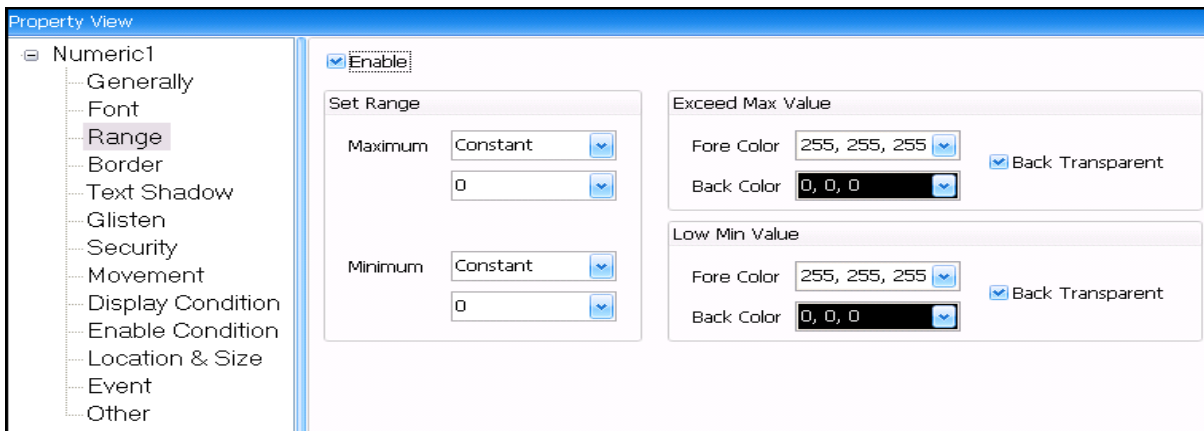 Property View
Numeric1
Generally
Font
Range
Border
Text Shadow
Glisten
Security
Movement
Display Condition
Enable Condition
Location & Size
Event
Other
Enable
Set Range
Maximum Constant
0
Minimum Constant
0
Exceed Max Value
Fore Color 255, 255, 255
Back Color 0, 0, 0
Back Transparent
Low Min Value
Fore Color 255, 255, 255
Back Color 0, 0, 0
Back Transparent